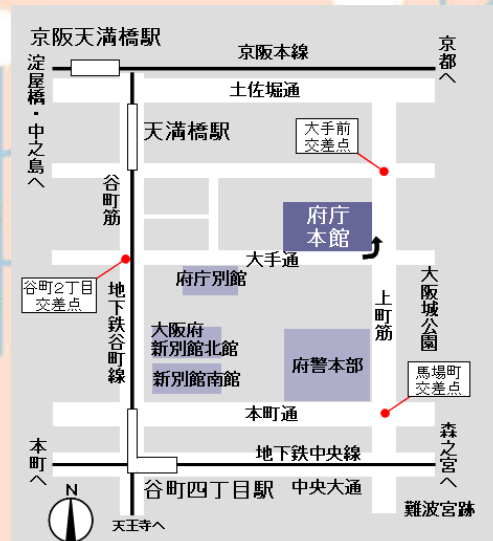 京阪天満橋駅
京阪本線
京都へ
淀屋橋・中之島へ
土佐堀通
大手前
交差点
天満橋駅
谷町筋
府庁
本館
大手通
谷町2丁目
交差点
地下鉄谷町線
府庁別館
上町筋
大阪城公園
大阪府
新別館北館
新別館南館
府警本部
馬場町
交差点
本町通
本町へ
地下鉄中央線
森之宮へ
谷町四丁目駅
中央大通
難波宮跡
N
天王寺へ